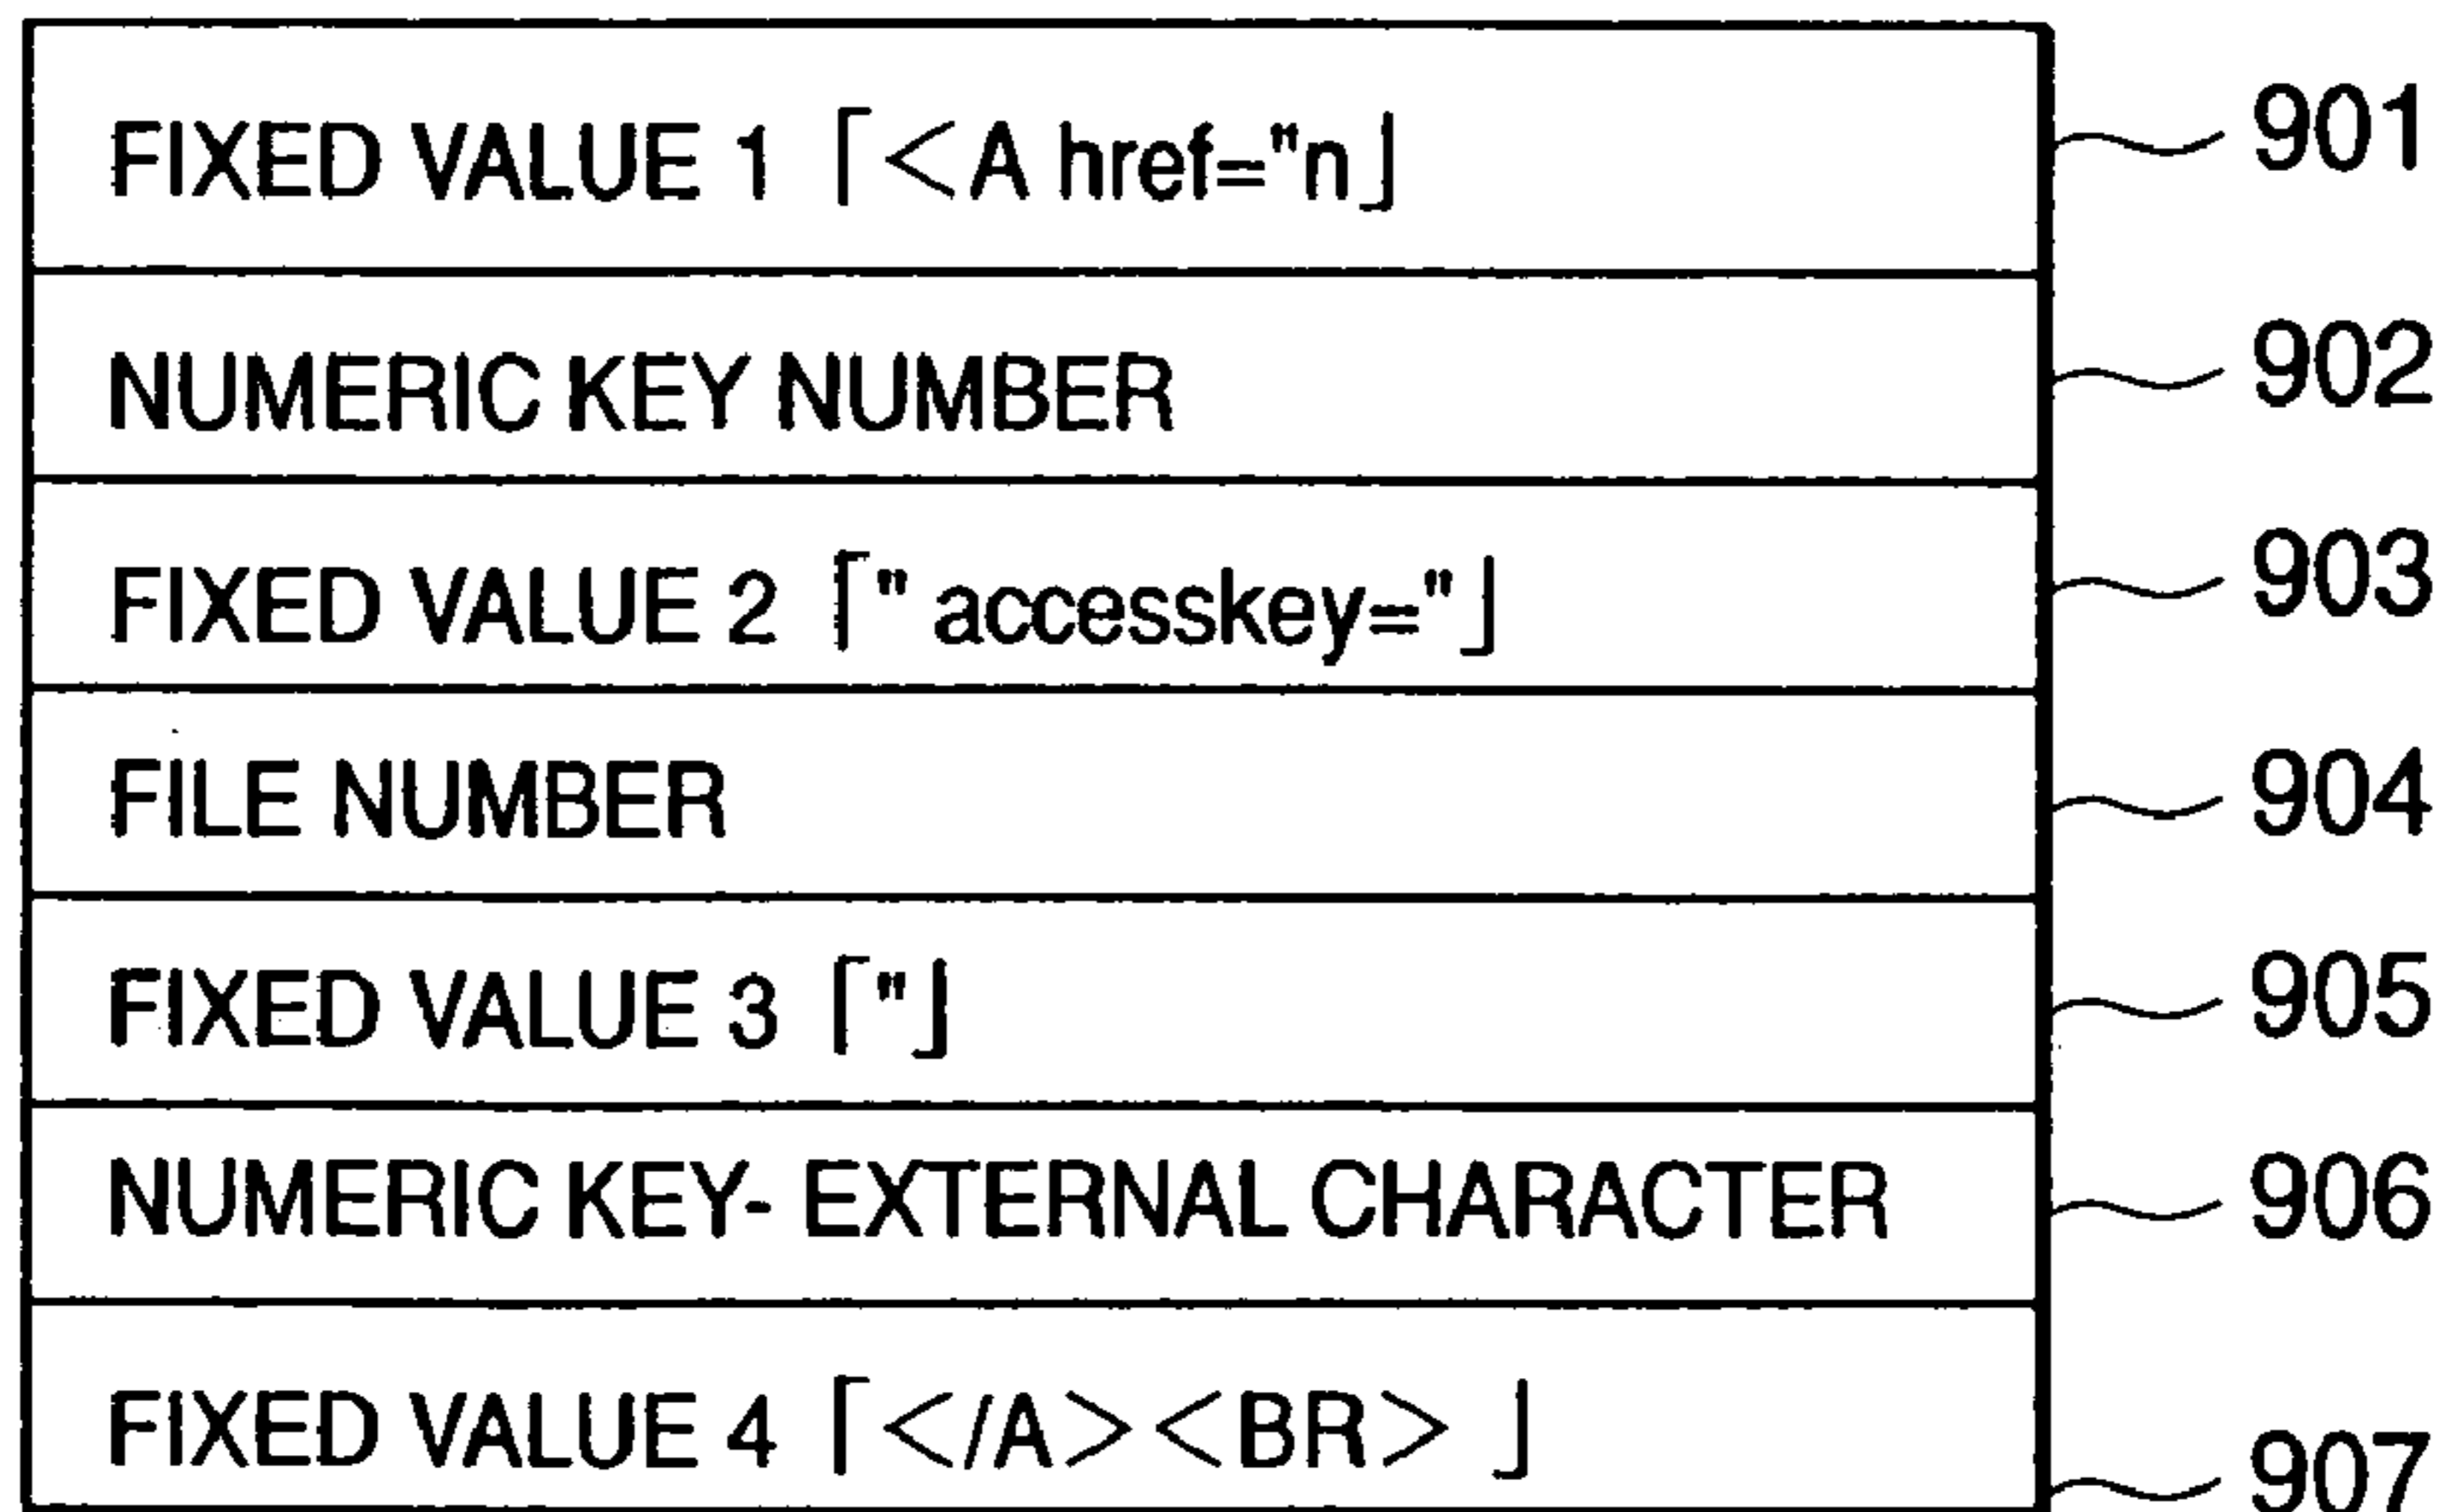 FIXED VALUE 1 ｢<A href="n｣ 901
NUMERIC KEY NUMBER 902
FIXED VALUE 2 ｢" accesskey="｣ 903
FILE NUMBER 904
FIXED VALUE 3 ｢"｣ 905
NUMERIC KEY- EXTERNAL CHARACTER 906
FIXED VALUE 4 ｢</A><BR> ｣ 907